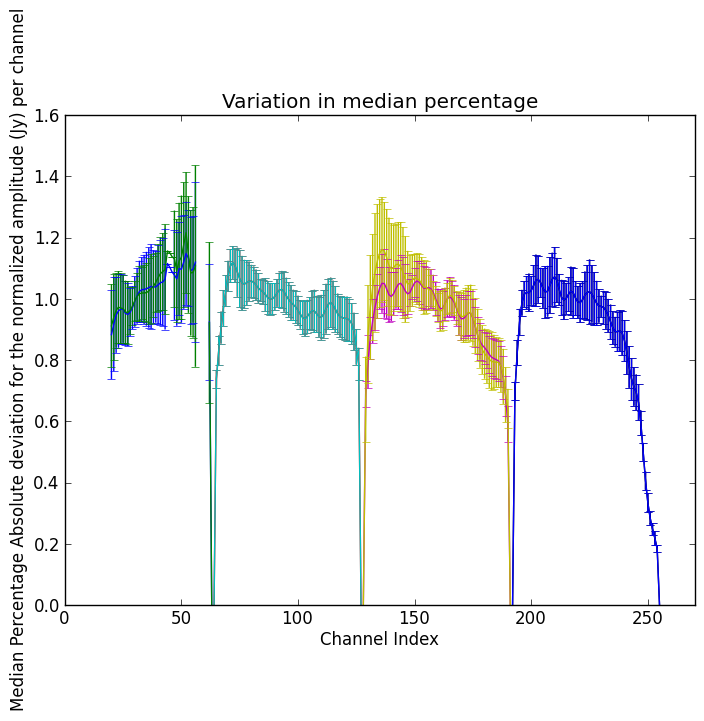 Variation in median percentage
Median Percentage Absolute deviation for the normalized amplitude (Jy) per channel
1.6
1.4
1.2
1.0
0.8
0.6
0.4
0.2
0.0
0 50 100 150 200 250
Channel Index